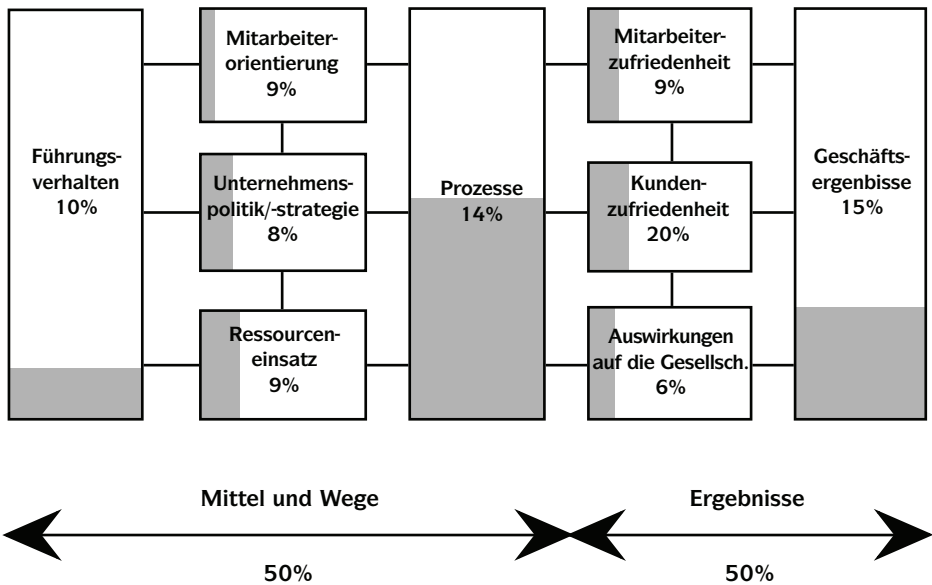 Führungs-
verhalten
10%
Mitarbeiter-
orientierung
9%
Unternehmens-
politik/-strategie
8%
Ressourcen-
einsatz
9%
Prozesse
14%
Mitarbeiter-
zufriedenheit
9%
Kunden-
zufriedenheit
20%
Auswirkungen
auf die Gesellsch.
6%
Geschäfts-
ergenbisse
15%
Mittel und Wege
50%
Ergebnisse
50%